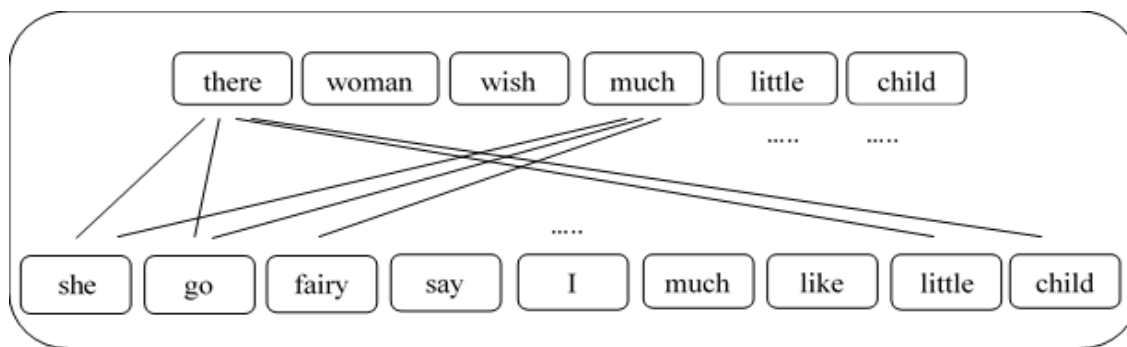 there woman wish much little child
..... .....
.....
she go fairy say I much like little child